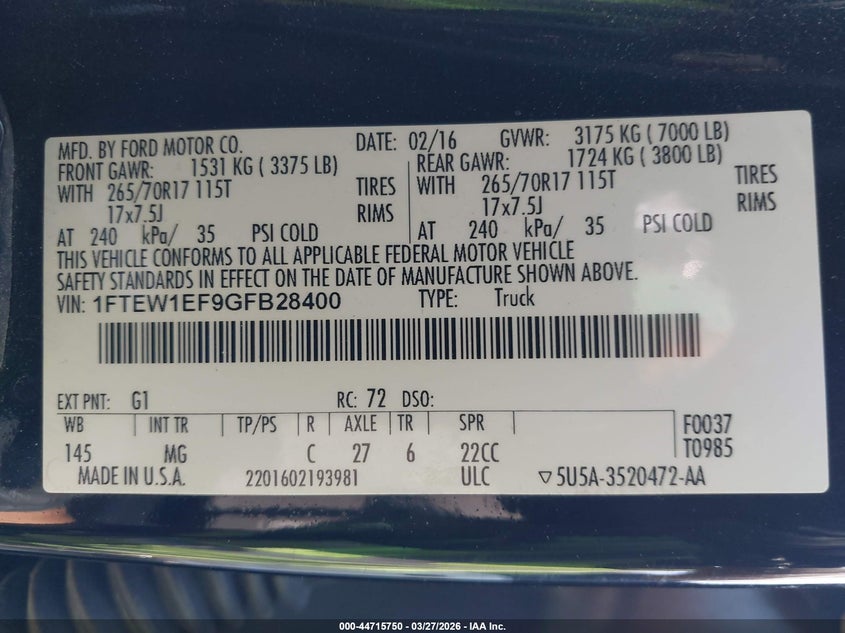 MFD. BY FORD MOTOR CO. DATE: 02/16 GVWR: 3175 KG ( 7000 LB)
FRONT GAWR: 1531 KG ( 3375 LB) REAR GAWR: 1724 KG ( 3800 LB)
WITH 265/70R17 115T TIRES WITH 265/70R17 115T TIRES
17x7.5J RIMS 17x7.5J RIMS
AT 240 kPa/ 35 PSI COLD AT 240 kPa/ 35 PSI COLD
THIS VEHICLE CONFORMS TO ALL APPLICABLE FEDERAL MOTOR VEHICLE
SAFETY STANDARDS IN EFFECT ON THE DATE OF MANUFACTURE SHOWN ABOVE.
VIN: 1FTEW1EF9GFB28400 TYPE: Truck
EXT PNT: G1 RC: 72 DSO:
WB | INT TR | TP/PS | R | AXLE | TR | SPR F0037
145 MG C 27 6 22CC T0985
MADE IN U.S.A. 2201602193981 ULC ▽5U5A-3520472-AA
000-44715750 - 03/27/2026 - IAA Inc.